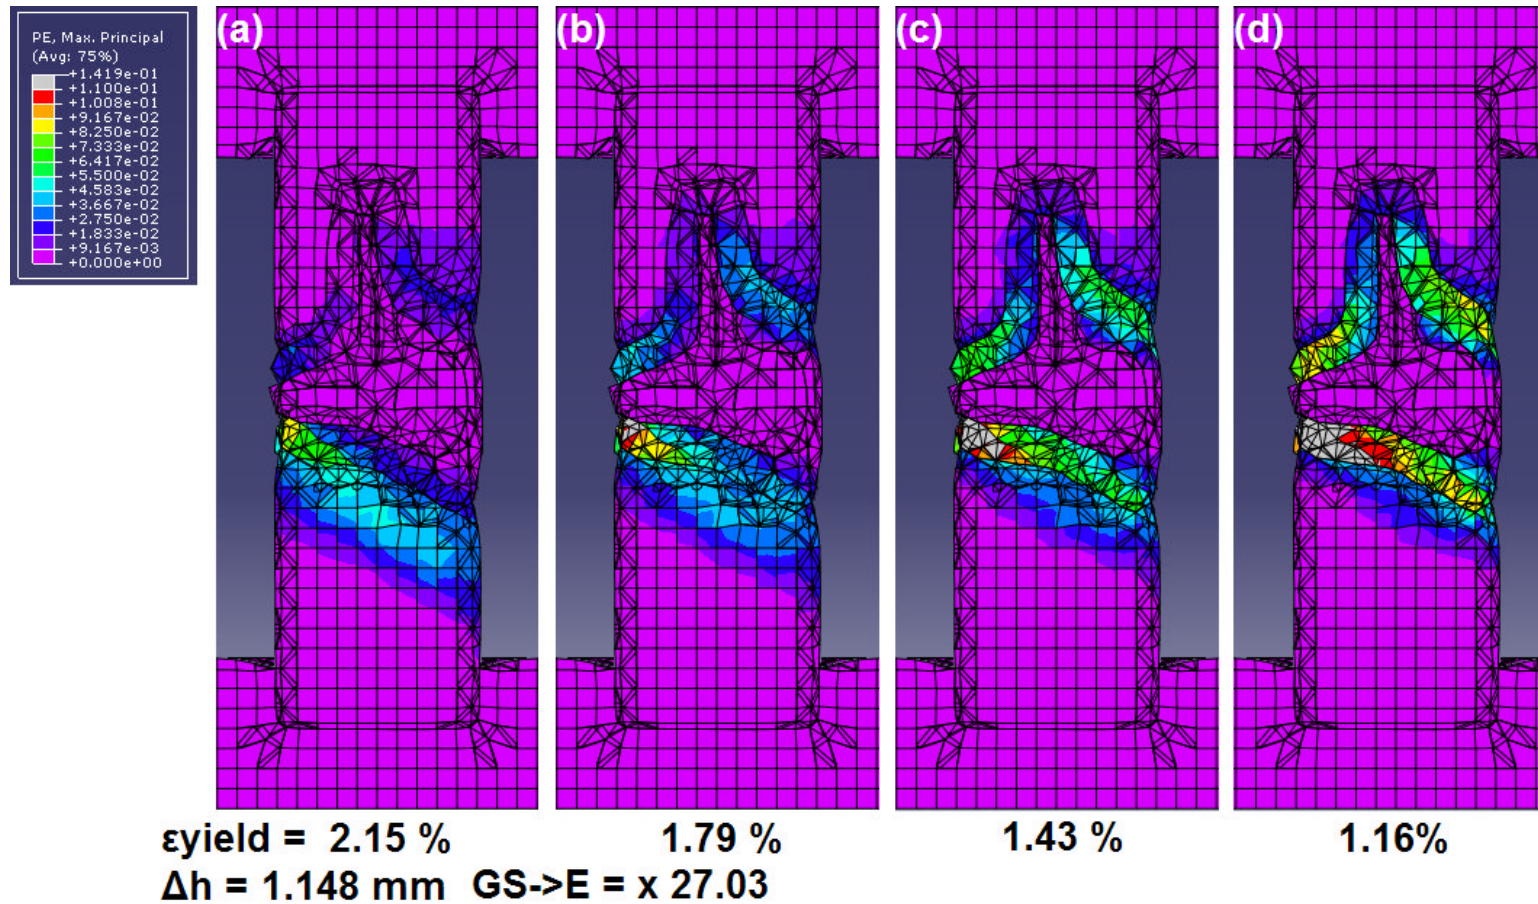 (a) (b) (c) (d)
PE, Max. Principal
(Avg: 75%)
+1.419e-01
+1.100e-01
+1.008e-01
+9.167e-02
+8.250e-02
+7.333e-02
+6.417e-02
+5.500e-02
+4.583e-02
+3.667e-02
+2.750e-02
+1.833e-02
+9.167e-03
+0.000e+00
εyield = 2.15 % 1.79 % 1.43 % 1.16%
Δh = 1.148 mm GS->E = x 27.03